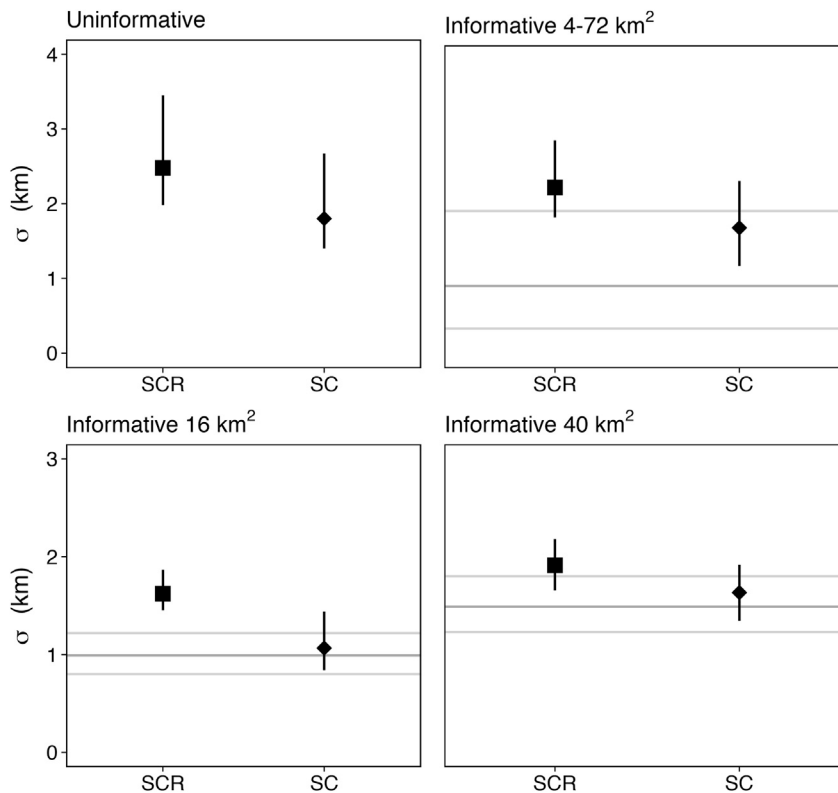 Uninformative
Informative 4-72 km²
4
3
2
1
0
σ (km)
SCR
SC
SCR
SC
Informative 16 km²
Informative 40 km²
3
2
1
0
σ (km)
SCR
SC
SCR
SC